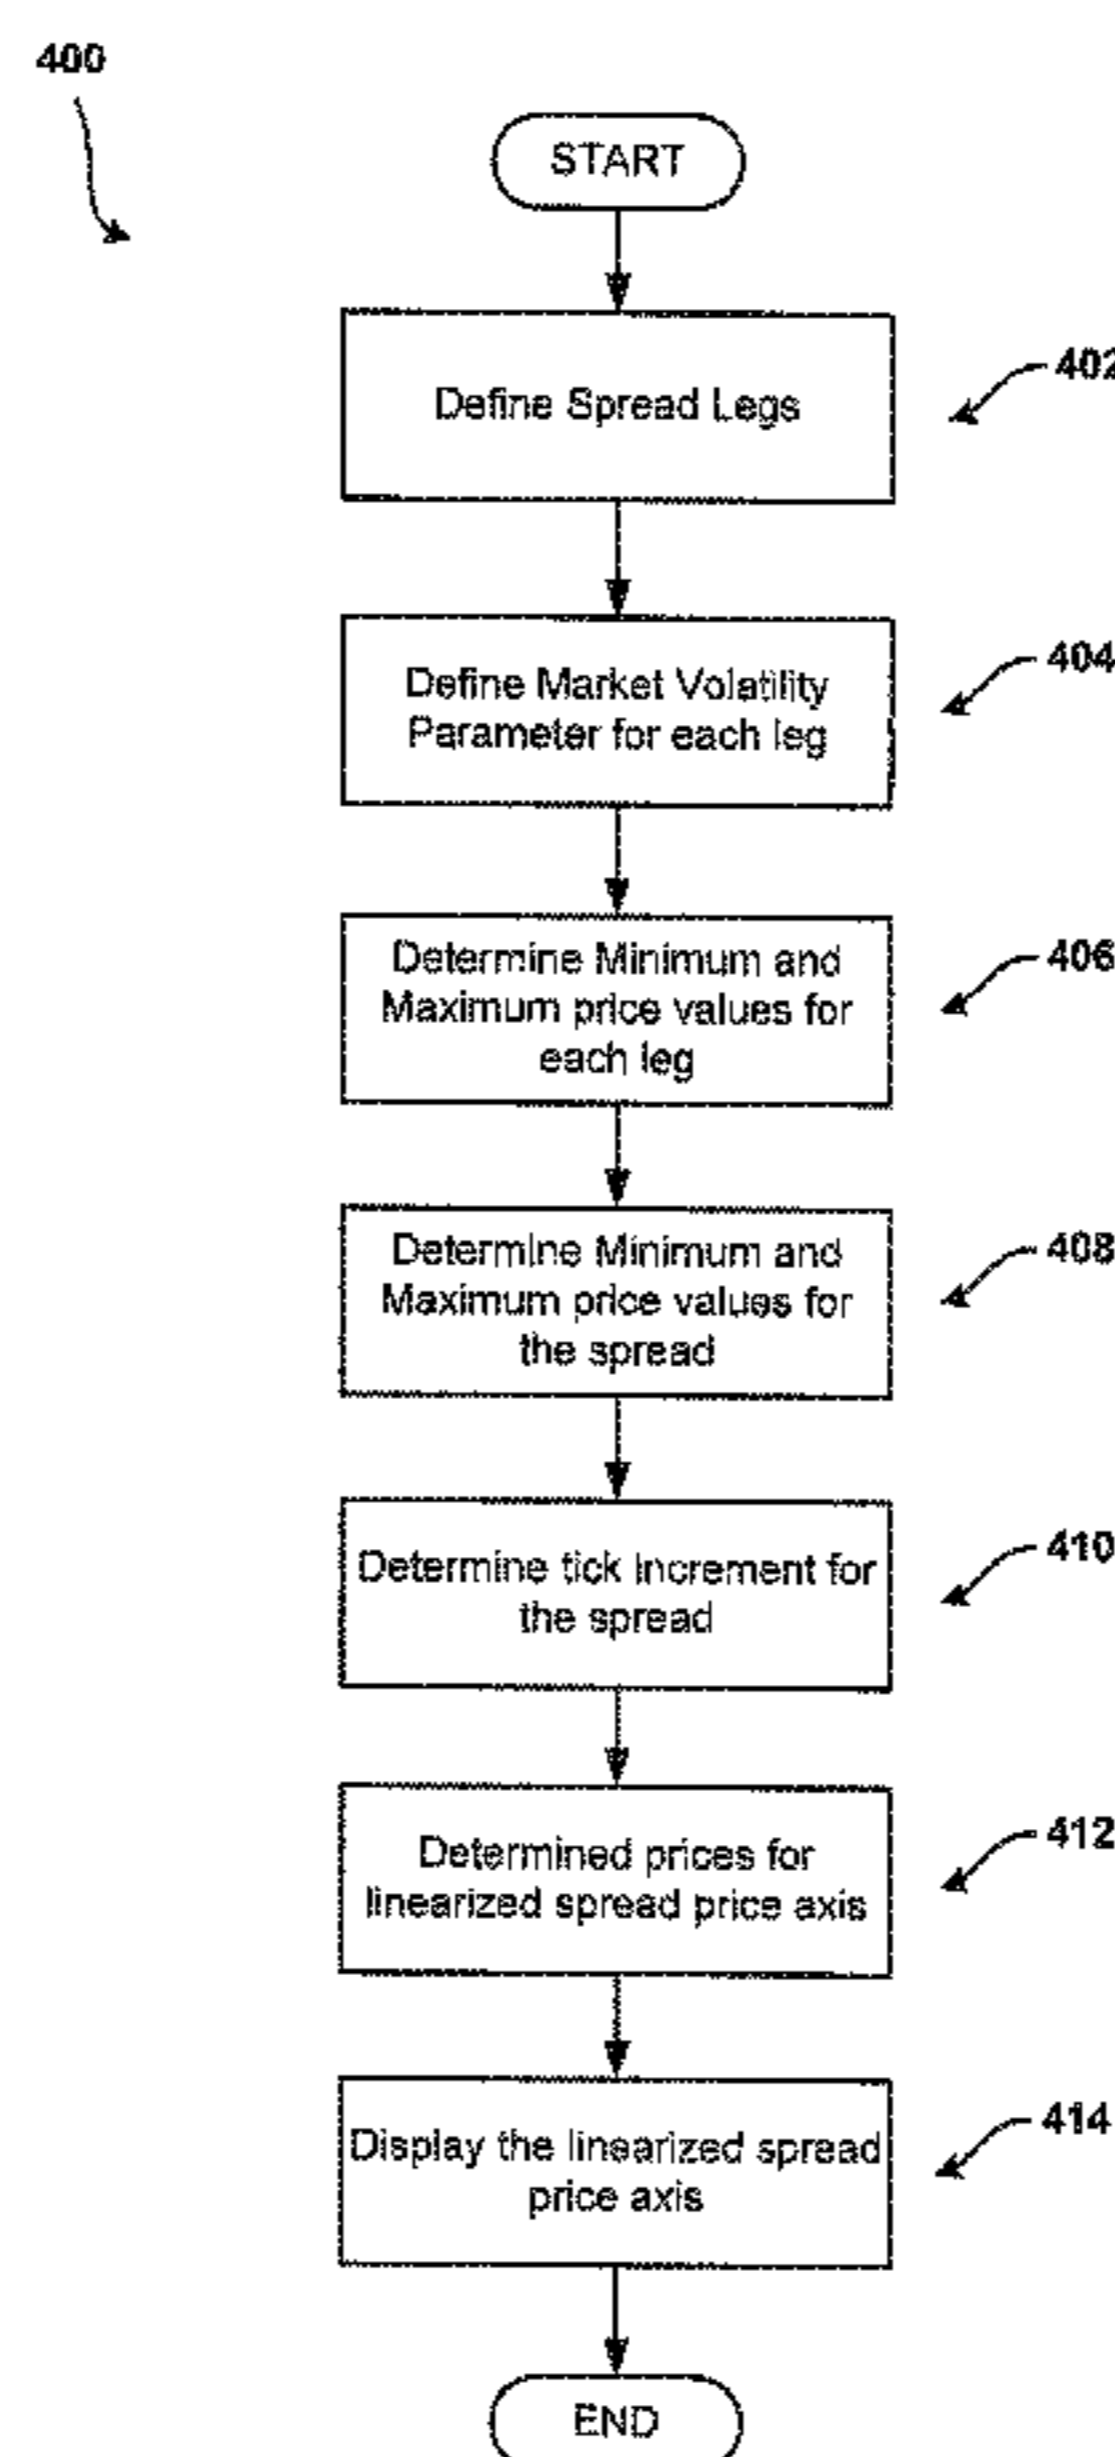 400
START
Define Spread Legs
402
Define Market Volatility
Parameter for each leg
404
Determine Minimum and
Maximum price values for
each leg
406
Determine Minimum and
Maximum price values for
the spread
408
Determine tick Increment for
the spread
410
Determined prices for
linearized spread price axis
412
Display the linearized spread
price axis
414
END